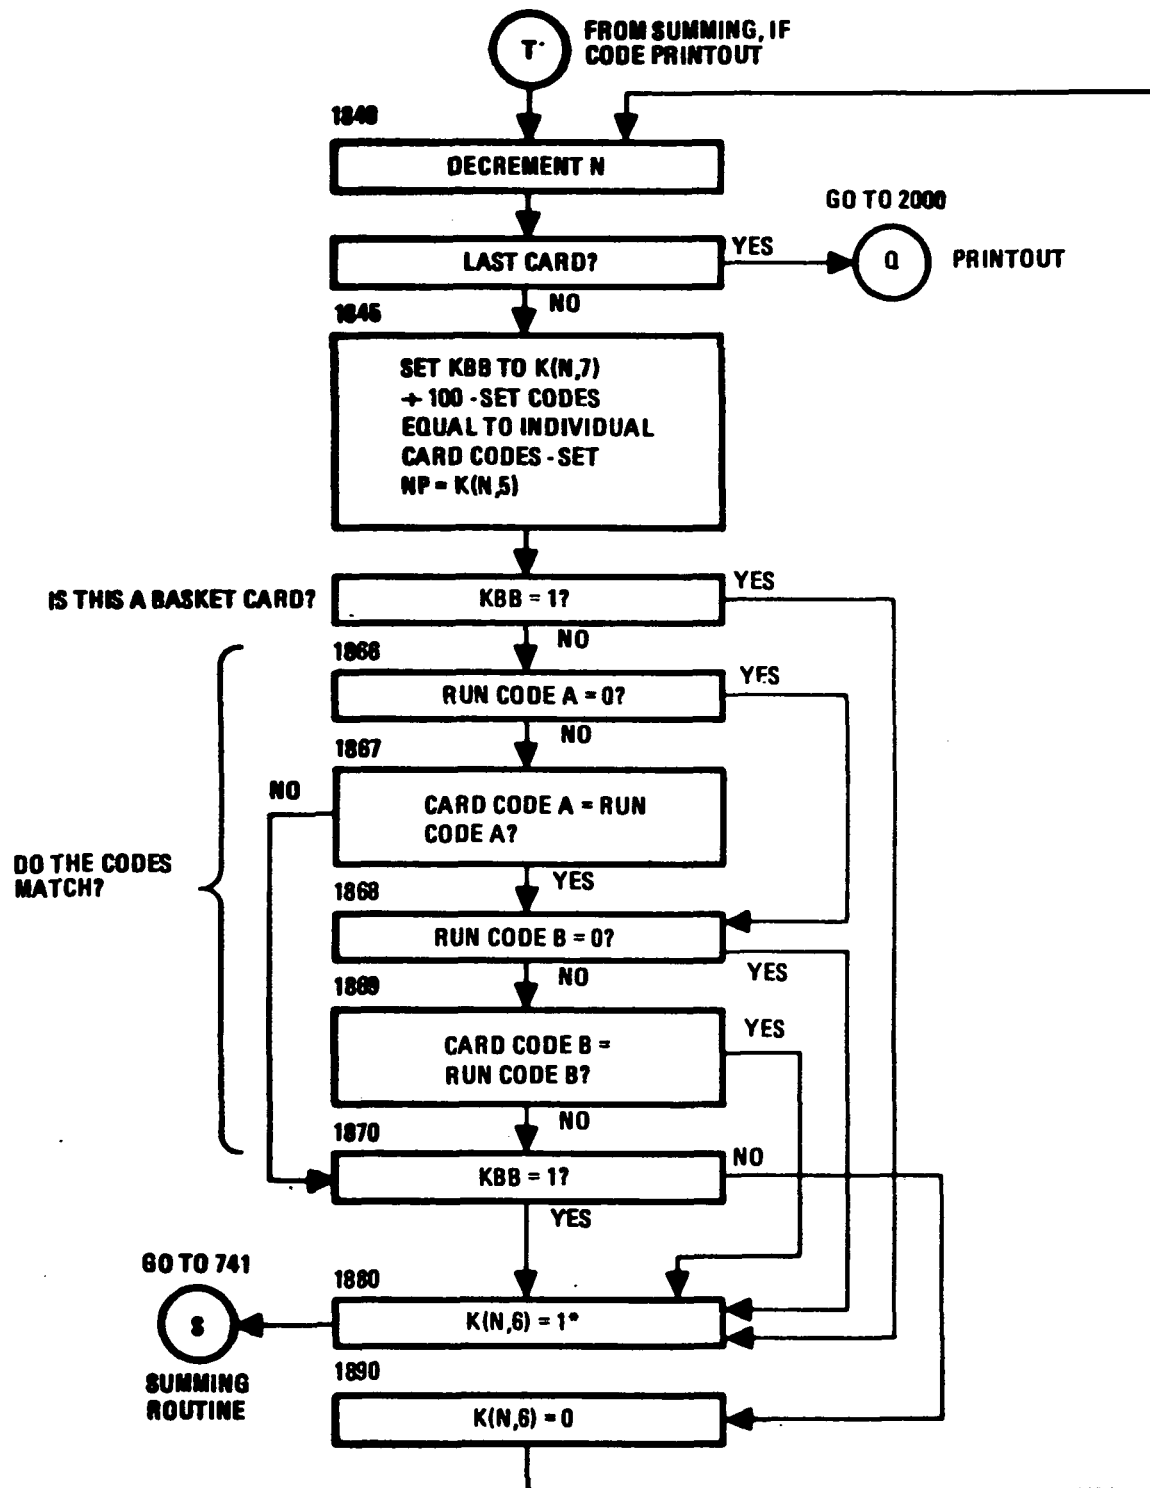 T
FROM SUMMING, IF
CODE PRINTOUT
1840
DECREMENT N
GO TO 2000
LAST CARD?
YES
Q
PRINTOUT
NO
1845
SET KBB TO K(N,7)
÷ 100 - SET CODES
EQUAL TO INDIVIDUAL
CARD CODES - SET
NP = K(N,5)
IS THIS A BASKET CARD?
KBB = 1?
YES
NO
1866
RUN CODE A = 0?
YES
NO
1867
NO
CARD CODE A = RUN
CODE A?
DO THE CODES
MATCH?
YES
1868
RUN CODE B = 0?
YES
NO
1869
YES
CARD CODE B =
RUN CODE B?
NO
1870
KBB = 1?
NO
YES
GO TO 741
1880
S
K(N,6) = 1*
SUMMING
ROUTINE
1890
K(N,6) = 0